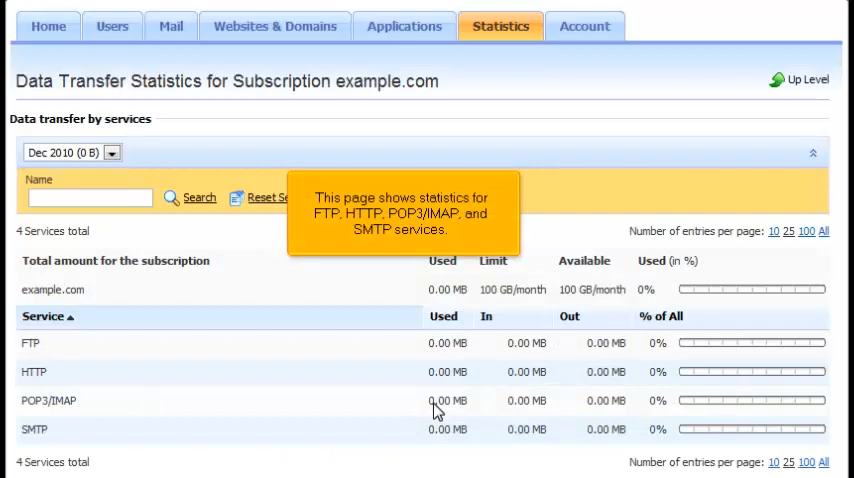 Home Users Mail Websites & Domains Applications Statistics Account
Data Transfer Statistics for Subscription example.com Up Level
Data transfer by services
Dec 2010 (0 B)
Name
Search Reset Se
This page shows statistics for
FTP, HTTP, POP3/IMAP, and
SMTP services.
4 Services total Number of entries per page: 10 25 100 All
Total amount for the subscription Used Limit Available Used (in %)
example.com 0.00 MB 100 GB/month 100 GB/month 0%
Service Used In Out % of All
FTP 0.00 MB 0.00 MB 0.00 MB 0%
HTTP 0.00 MB 0.00 MB 0.00 MB 0%
POP3/IMAP 0.00 MB 0.00 MB 0.00 MB 0%
SMTP 0.00 MB 0.00 MB 0.00 MB 0%
4 Services total Number of entries per page: 10 25 100 All